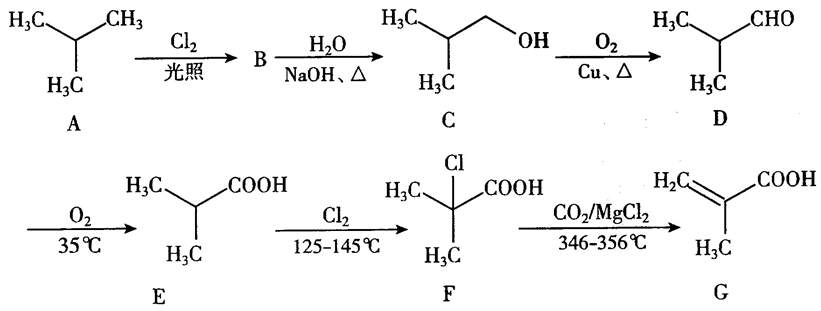 H₃C CH₃ H₃C A
Cl₂ 光照
B
H₂O NaOH、△
H₃C OH H₃C C
O₂ Cu、△
H₃C CHO CH₃ D
O₂ 35℃
H₃C COOH H₃C E
Cl₂ 125-145℃
Cl H₃C COOH H₃C F
CO₂/MgCl₂ 346-356℃
H₂C COOH H₃C G